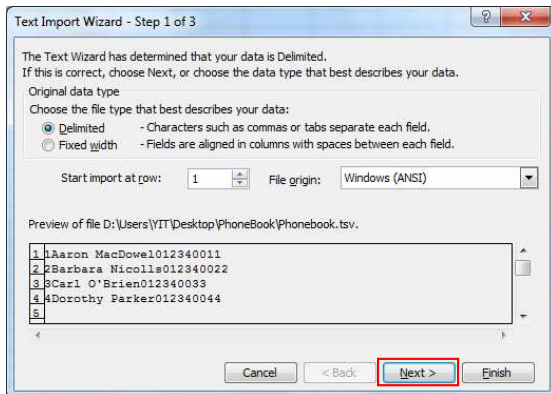 Text Import Wizard - Step 1 of 3
The Text Wizard has determined that your data is Delimited.
If this is correct, choose Next, or choose the data type that best describes your data.
Original data type
Choose the file type that best describes your data:
Delimited - Characters such as commas or tabs separate each field.
Fixed width - Fields are aligned in columns with spaces between each field.
Start import at row: 1 File origin: Windows (ANSI)
Preview of file D:\Users\YIT\Desktop\PhoneBook\Phonebook.tsv.
1 1Aaron MacDowel012340011
2 2Barbara Nicolls012340022
3 3Carl O'Brien012340033
4 4Dorothy Parker012340044
5
Cancel < Back Next > Finish